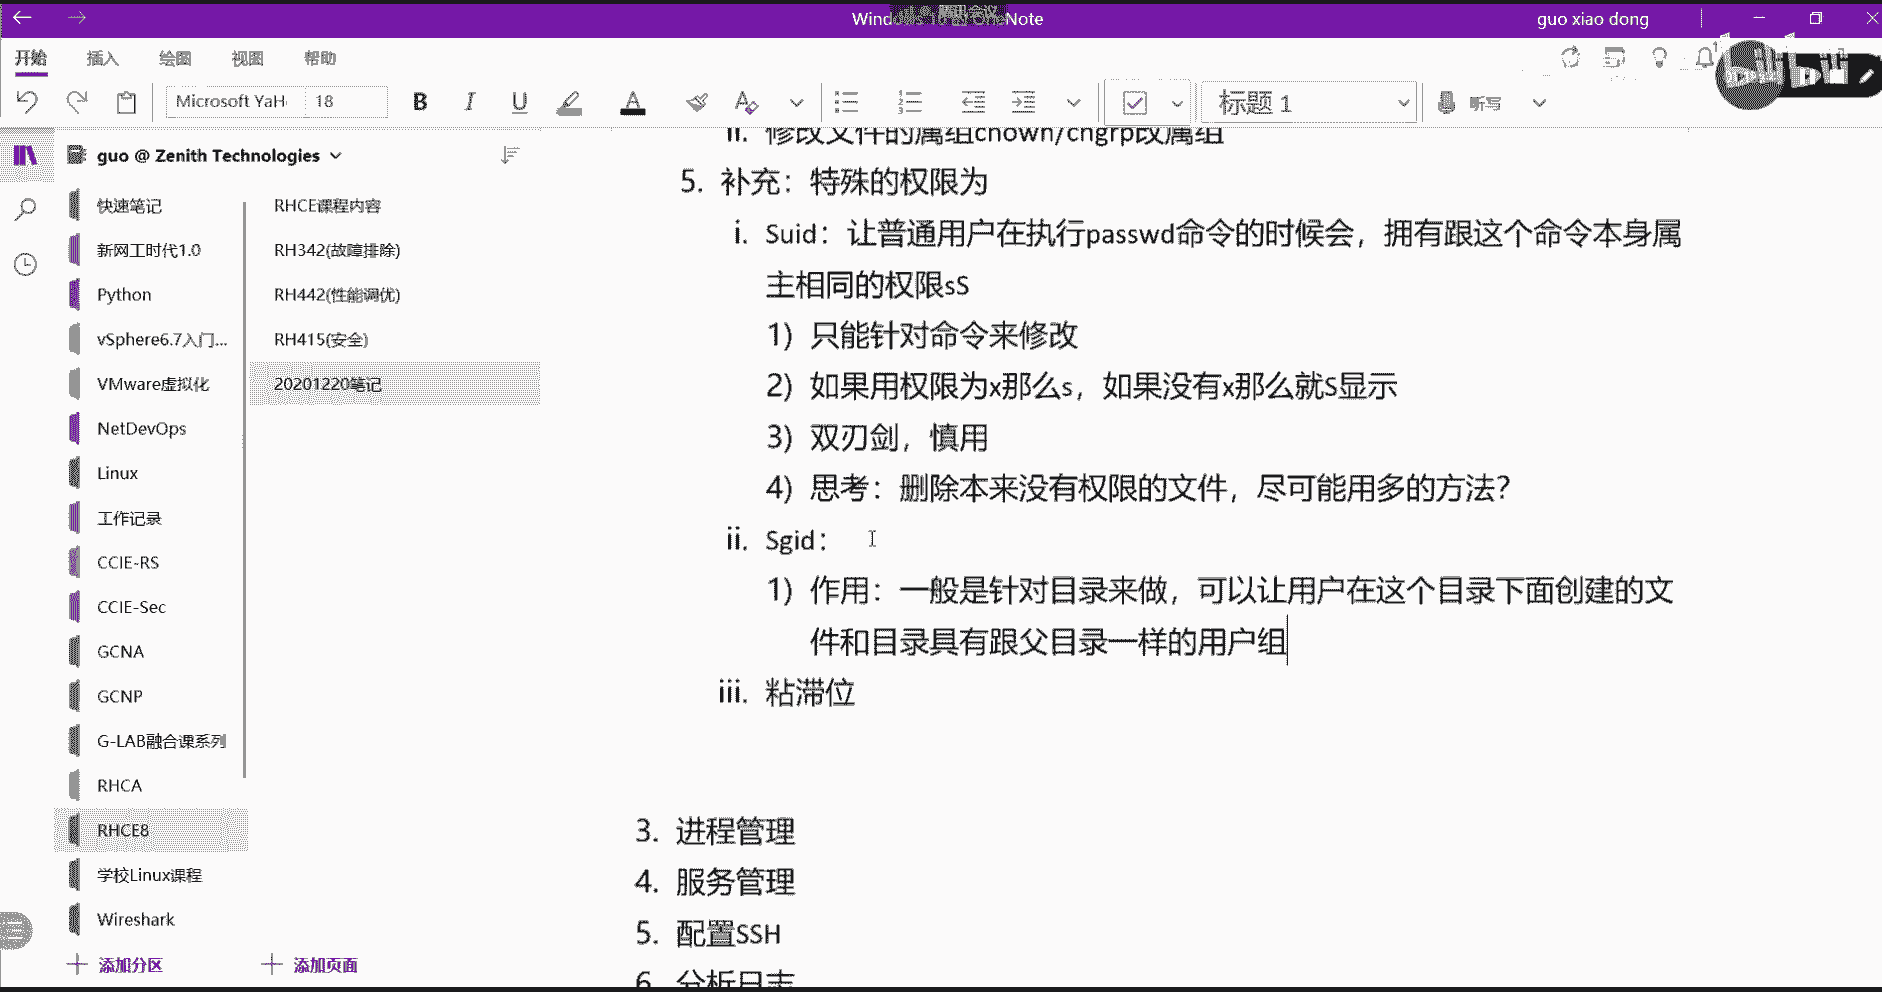 guo xiao dong
开始 插入 绘图 视图 帮助
18
B I U A
标题 1
听写
guo @ Zenith Technologies
快速笔记
新网工时代1.0
Python
vSphere6.7入门...
VMware虚拟化
NetDevOps
Linux
工作记录
CCIE-RS
CCIE-Sec
GCNA
GCNP
G-LAB融合课系列
RHCA
RHCE8
学校Linux课程
Wireshark
添加分区
RHCE课程内容
RH342(故障排除)
RH442(性能调优)
RH415(安全)
20201220笔记
添加页面
ii. 修改文件的属组chown/chgrp改属组
5. 补充：特殊的权限为
i. Suid：让普通用户在执行passwd命令的时候会，拥有跟这个命令本身属
主相同的权限sS
1) 只能针对命令来修改
2) 如果用权限为x那么s，如果没有x那么就S显示
3) 双刃剑，慎用
4) 思考：删除本来没有权限的文件，尽可能用多的方法？
ii. Sgid：
1) 作用：一般是针对目录来做，可以让用户在这个目录下面创建的文
件和目录具有跟父目录一样的用户组
iii. 粘滞位
3. 进程管理
4. 服务管理
5. 配置SSH
6. 分析日志